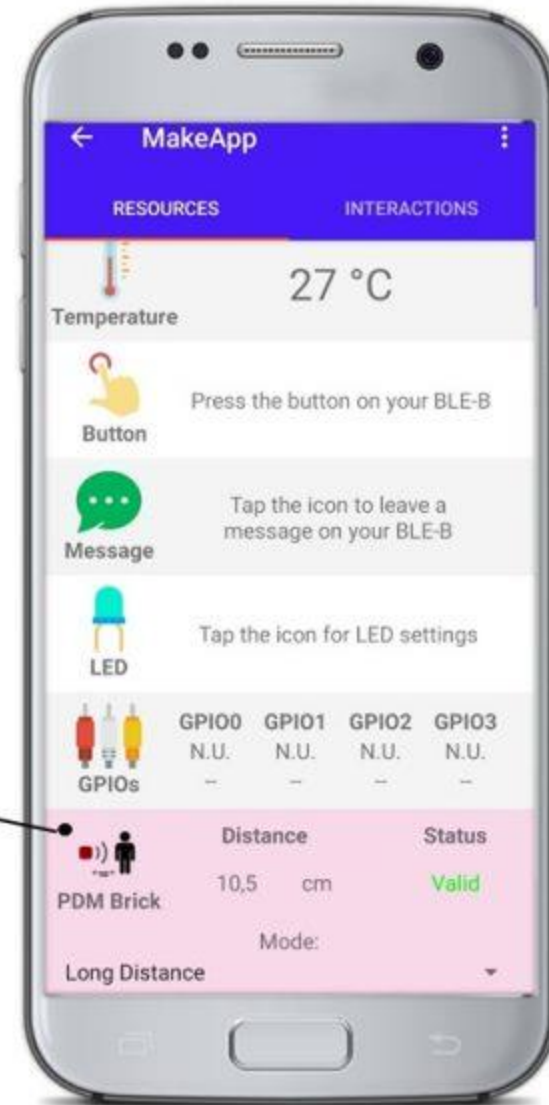 MakeApp
RESOURCES INTERACTIONS
27 °C
Temperature
Press the button on your BLE-B
Button
Tap the icon to leave a
message on your BLE-B
Message
Tap the icon for LED settings
LED
GPIO0 GPIO1 GPIO2 GPIO3
N.U. N.U. N.U. N.U.
-- -- -- --
GPIOs
Distance Status
10,5 cm Valid
PDM Brick
Mode:
Long Distance